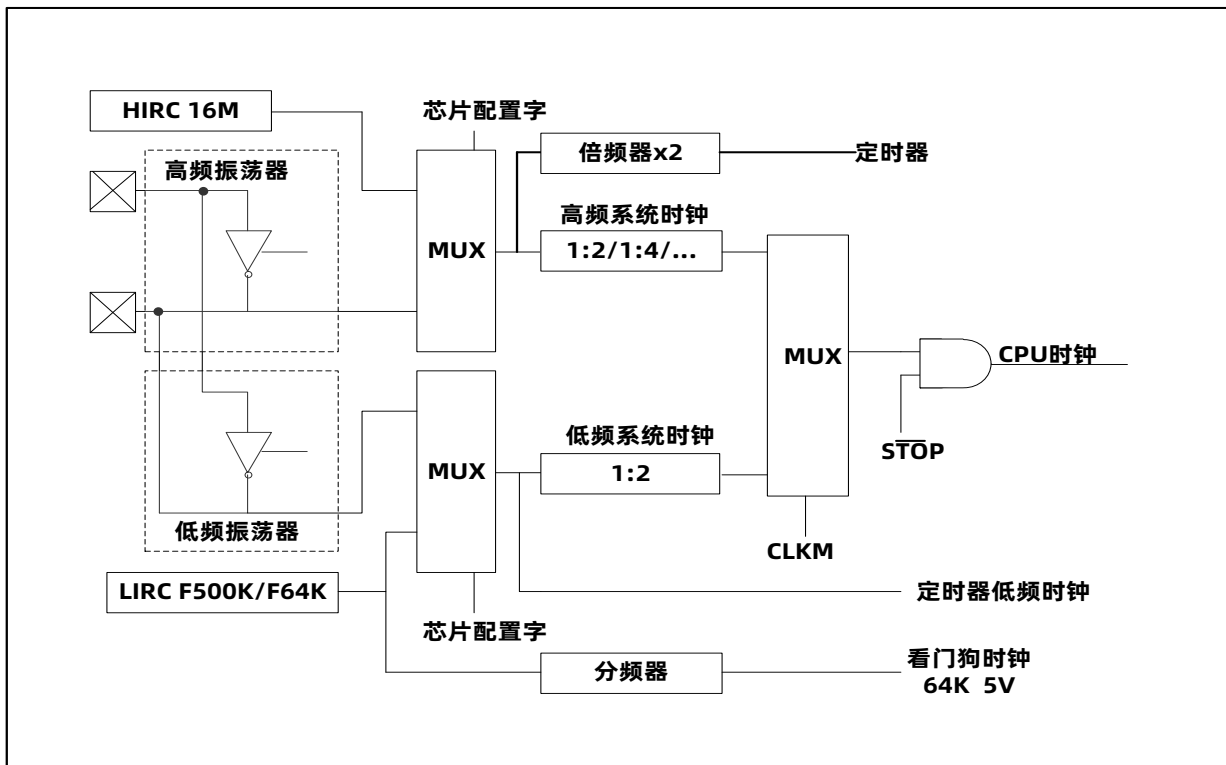 HIRC 16M
芯片配置字
高频振荡器
倍频器x2
定时器
高频系统时钟
MUX
1:2/1:4/...
MUX
CPU时钟
STOP
低频系统时钟
MUX
1:2
低频振荡器
CLKM
LIRC F500K/F64K
定时器低频时钟
芯片配置字
分频器
看门狗时钟
64K 5V